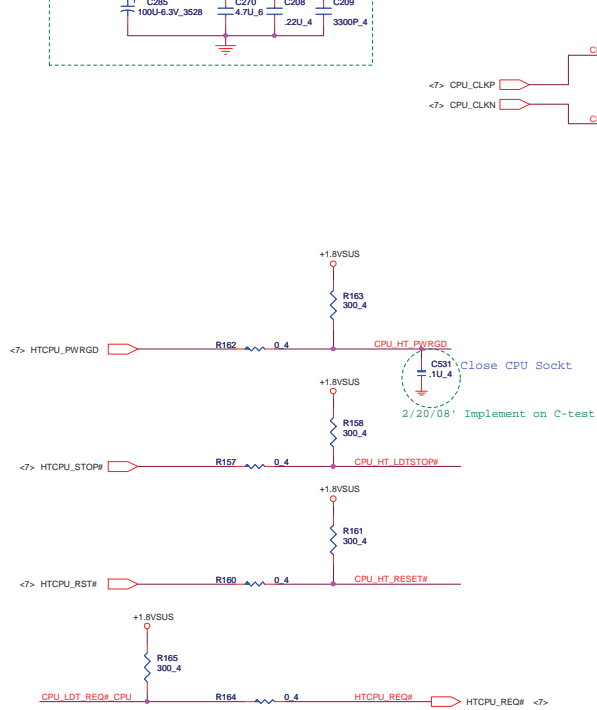 C285 C270 C208 C209
100U-6.3V_3528 4.7U_6 .22U_4 3300P_4
<7> CPU_CLKP
<7> CPU_CLKN
+1.8VSUS
R163
300_4
<7> HTCPU_PWRGD R162 0_4 CPU_HT_PWRGD
C531 Close CPU Sockt
.1U_4
+1.8VSUS
2/20/08' Implement on C-test
R158
300_4
<7> HTCPU_STOP# R157 0_4 CPU_HT_LDTSTOP#
+1.8VSUS
R161
300_4
<7> HTCPU_RST# R160 0_4 CPU_HT_RESET#
+1.8VSUS
R165
300_4
CPU_LDT_REQ#_CPU R164 0_4 HTCPU_REQ# HTCPU_REQ# <7>